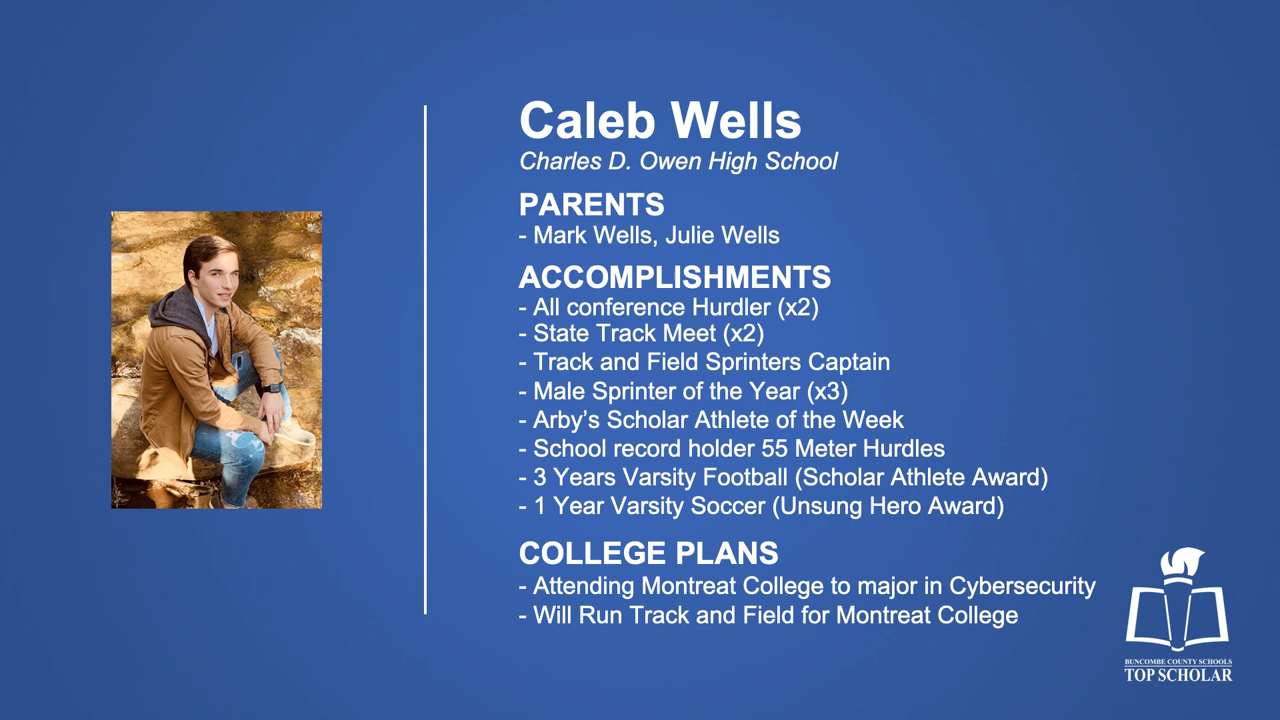 Caleb Wells
Charles D. Owen High School
PARENTS
- Mark Wells, Julie Wells
ACCOMPLISHMENTS
- All conference Hurdler (x2)
- State Track Meet (x2)
- Track and Field Sprinters Captain
- Male Sprinter of the Year (x3)
- Arby’s Scholar Athlete of the Week
- School record holder 55 Meter Hurdles
- 3 Years Varsity Football (Scholar Athlete Award)
- 1 Year Varsity Soccer (Unsung Hero Award)
COLLEGE PLANS
- Attending Montreat College to major in Cybersecurity
- Will Run Track and Field for Montreat College
BUNCOMBE COUNTY SCHOOLS
TOP SCHOLAR